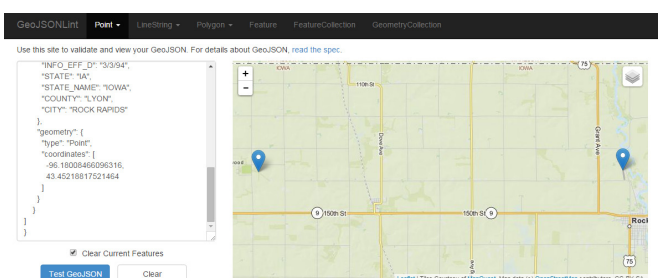 GeoJSONLint Point LineString Polygon Feature FeatureCollection GeometryCollection
Use this site to validate and view your GeoJSON. For details about GeoJSON, read the spec.
"INFO_EFF_D": "3/3/94",
"STATE": "IA",
"STATE_NAME": "IOWA",
"COUNTY": "LYON",
"CITY": "ROCK RAPIDS"
},
"geometry": {
"type": "Point",
"coordinates": [
-96.18008466096316,
43.45218817521464
]
}
}
]
}
Clear Current Features
Test GeoJSON Clear
+
−
IOWA
IOWA
75
110th St
Dove Ave
Grant Ave
9 150th St
150th St 9
Rock
75